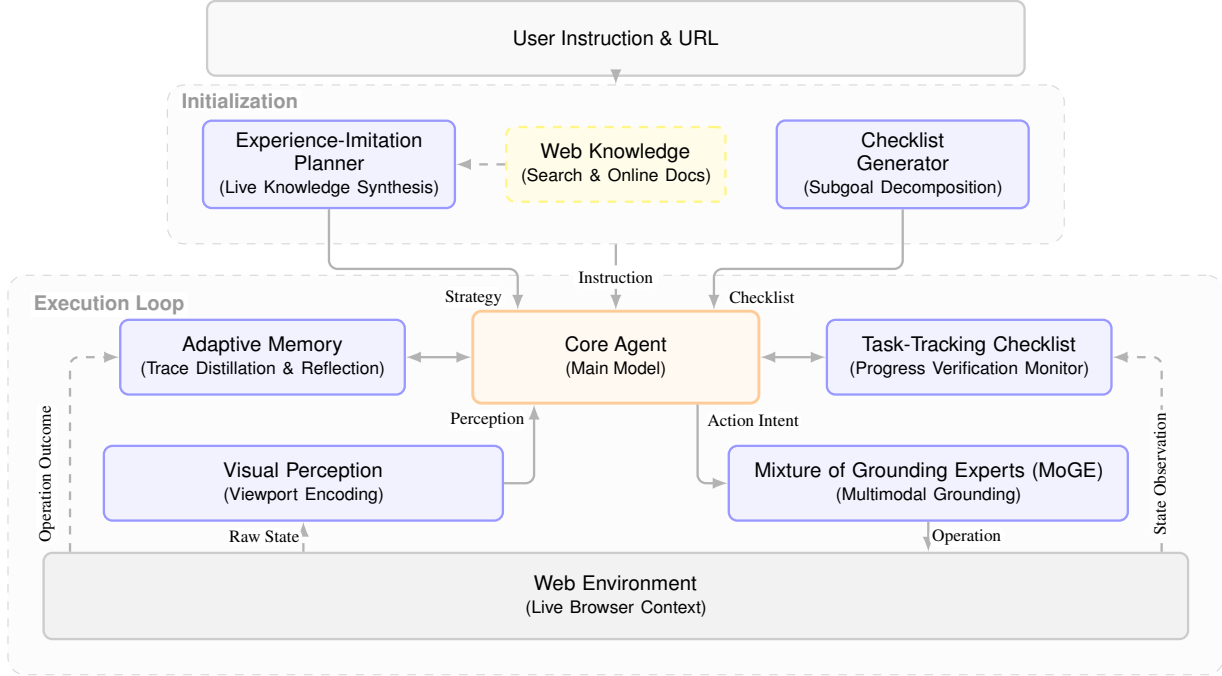 User Instruction & URL
Initialization
Experience-Imitation
Planner
(Live Knowledge Synthesis)
Web Knowledge
(Search & Online Docs)
Checklist
Generator
(Subgoal Decomposition)
Strategy
Instruction
Checklist
Execution Loop
Adaptive Memory
(Trace Distillation & Reflection)
Core Agent
(Main Model)
Task-Tracking Checklist
(Progress Verification Monitor)
Operation Outcome
Perception
Action Intent
State Observation
Visual Perception
(Viewport Encoding)
Mixture of Grounding Experts (MoGE)
(Multimodal Grounding)
Raw State
Operation
Web Environment
(Live Browser Context)